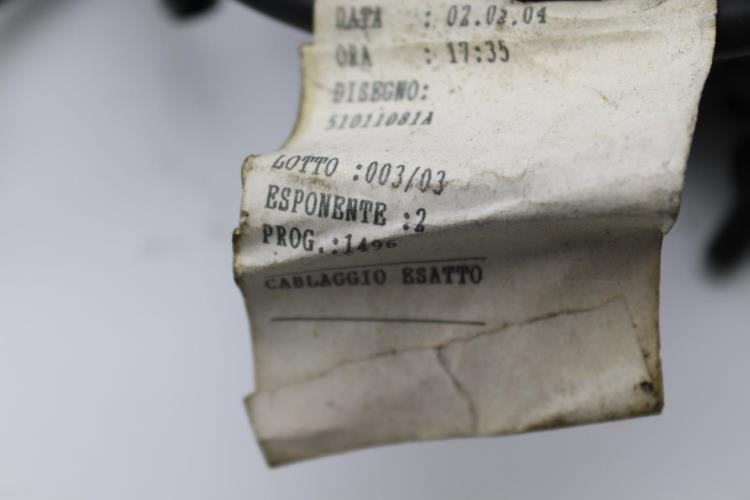 DATA : 02.03.04
ORA : 17:35
DISEGNO:
51011081A
LOTTO :003/03
ESPONENTE :2
PROG.:1496
CABLAGGIO ESATTO